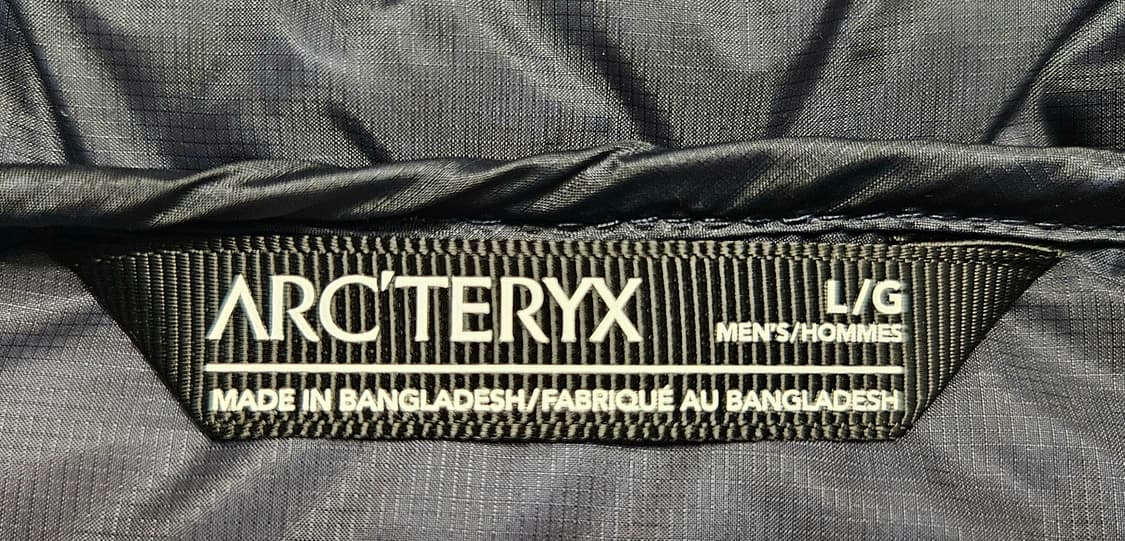 ARC'TERYX
L/G
MEN'S/HOMMES
MADE IN BANGLADESH/FABRIQUÉ AU BANGLADESH